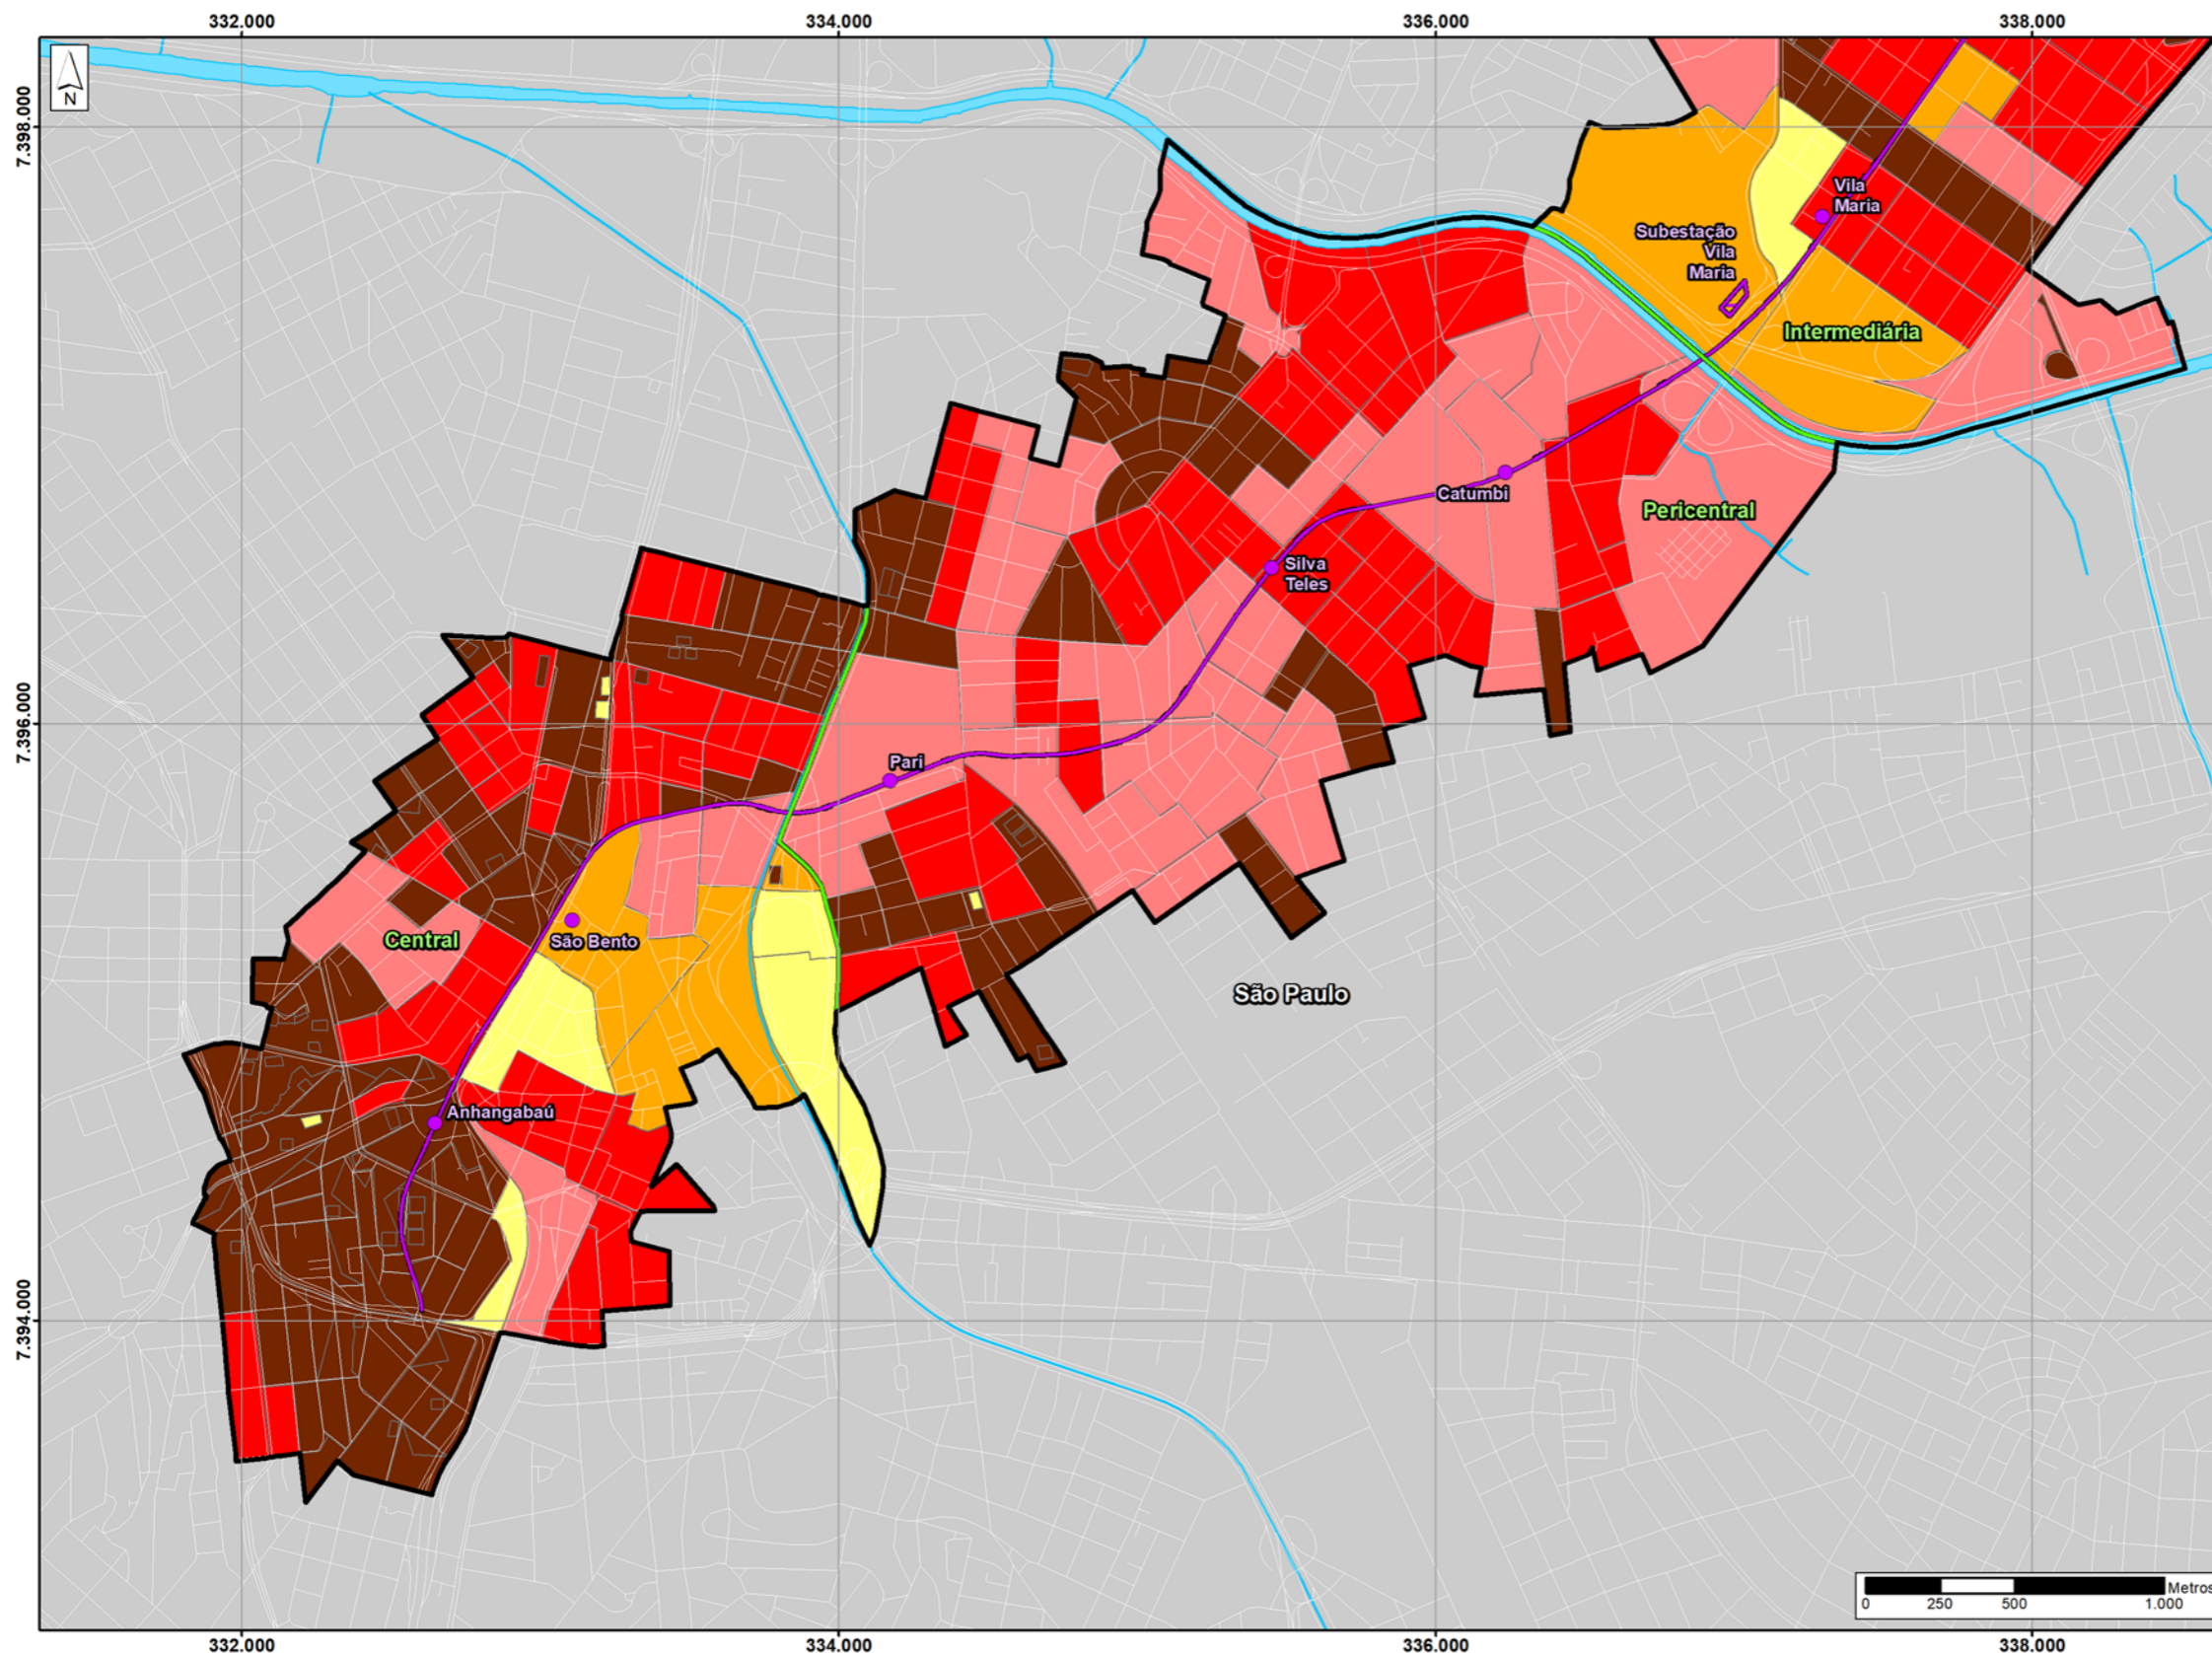 332.000
334.000
336.000
338.000
N
7.398.000
7.396.000
7.394.000
Vila
Maria
Subestação
Vila
Maria
Intermediária
Catumbi
Pericentral
Silva
Teles
Pari
Central
São Bento
São Paulo
Anhangabaú
Metros
0
250
500
1.000
332.000
334.000
336.000
338.000